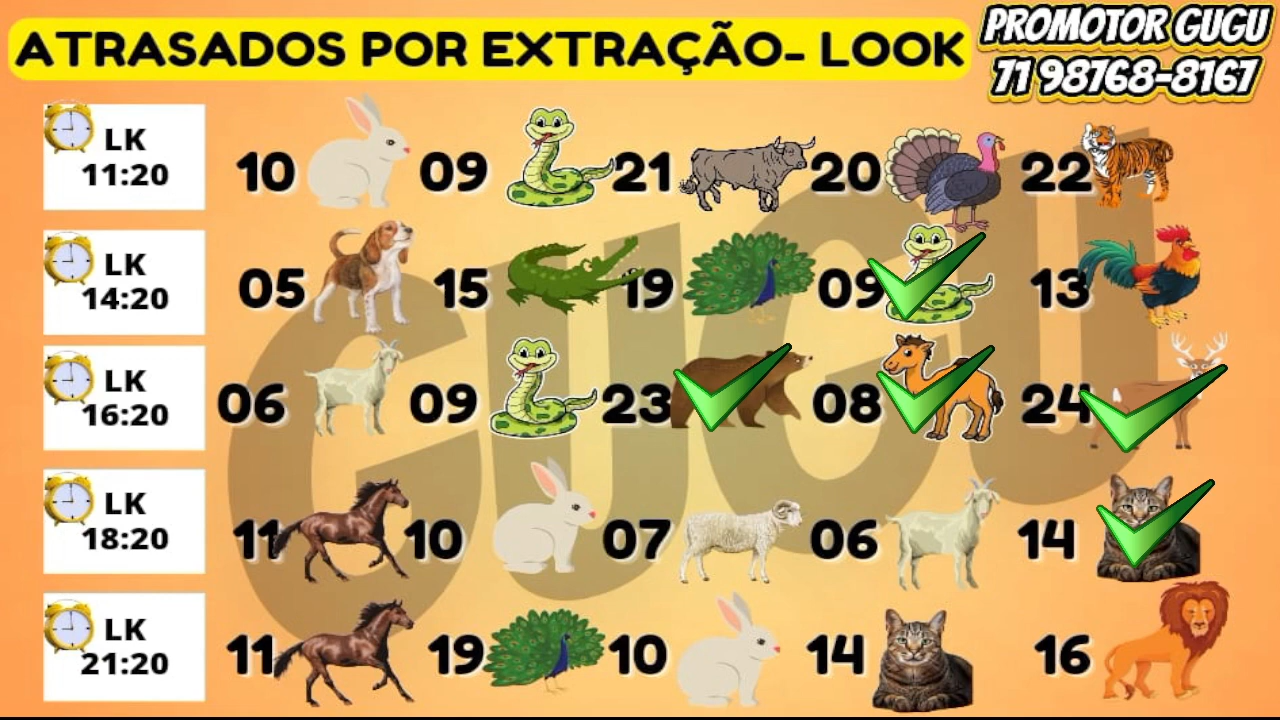 ATRASADOS POR EXTRAÇÃO- LOOK
PROMOTOR GUGU
71 98768-8167
LK
11:20
10 09 21 20 22
LK
14:20
05 15 19 09 13
LK
16:20
06 09 23 08 24
LK
18:20
11 10 07 06 14
LK
21:20
11 19 10 14 16
GUGU